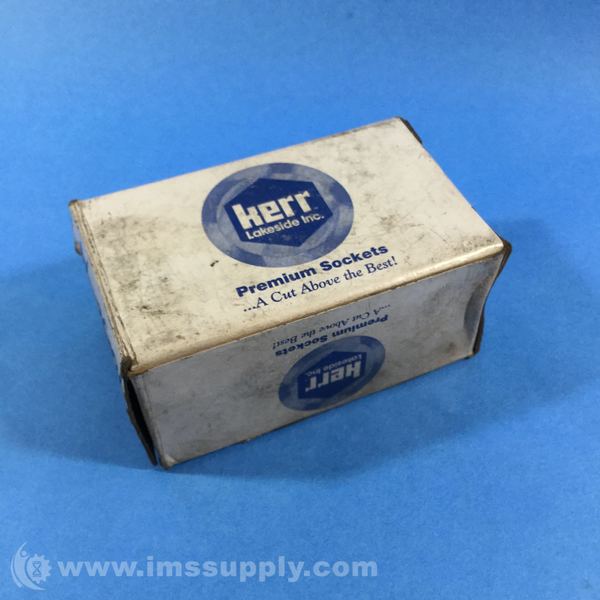 Kerr
Lakeside Inc.
Premium Sockets
...A Cut Above the Best!
...A Cut Above the Best!
Premium Sockets
Lakeside Inc.
Kerr
www.imssupply.com